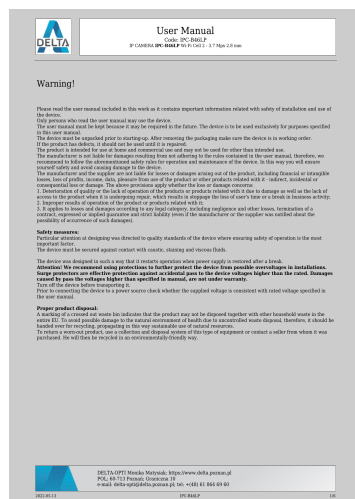 DELTA
User Manual
Code: IPC-B46LP
IP CAMERA IPC-B46LP Wi-Fi Cell 2 - 3.7 Mpx 2.8 mm
Warning!
Please read the user manual included in this work as it contains important information related with safety of installation and use of
the device.
Only persons who read the user manual may use the device.
The user manual must be kept because it may be required in the future. The device is to be used exclusively for purposes specified
in this user manual.
The device must be unpacked prior to starting-up. After removing the packaging make sure the device is in working order.
If the product has defects, it should not be used until it is repaired.
The product is intended for use at home and commercial use and may not be used for other than intended use.
The manufacturer is not liable for damages resulting from not adhering to the rules contained in the user manual, therefore, we
recommend to follow the aforementioned safety rules for operation and maintenance of the device. In this way you will ensure
yourself safety and avoid causing damage to the device.
The manufacturer and the supplier are not liable for losses or damages arising out of the product, including financial or intangible
losses, loss of profits, income, data, pleasure from use of the product or other products related with it - indirect, incidental or
consequential loss or damage. The above provisions apply whether the loss or damage concerns:
1. Deterioration of quality or the lack of operation of the products or products related with it due to damage as well as the lack of
access to the product when it is undergoing repair, which results in stoppage the loss of user's time or a break in business activity;
2. Improper results of operation of the product or products related with it;
3. It applies to losses and damages according to any legal category, including negligence and other losses, termination of a
contract, expressed or implied guarantee and strict liability (even if the manufacturer or the supplier was notified about the
possibility of occurrence of such damages).
Safety measures:
Particular attention at designing was directed to quality standards of the device where ensuring safety of operation is the most
important factor.
The device must be secured against contact with caustic, staining and viscous fluids.
The device was designed in such a way that it restarts operation when power supply is restored after a break.
Attention! We recommend using protections to further protect the device from possible overvoltages in installations.
Surge protectors are effective protection against accidental pass to the device voltages higher than the rated. Damages
caused by pass the voltages higher than specified in manual, are not under warranty.
Turn off the device before transporting it.
Prior to connecting the device to a power source check whether the supplied voltage is consistent with rated voltage specified in
the user manual.
Proper product disposal:
A marking of a crossed out waste bin indicates that the product may not be disposed together with other household waste in the
entire EU. To avoid possible damage to the natural environment of health due to uncontrolled waste disposal, therefore, it should be
handed over for recycling, propagating in this way sustainable use of natural resources.
To return a worn-out product, use a collection and disposal system of this type of equipment or contact a seller from whom it was
purchased. He will then be recycled in an environmentally-friendly way.
DELTA-OPTI Monika Matysiak; https://www.delta.poznan.pl
POL; 60-713 Poznań; Graniczna 10
e-mail: delta-opti@delta.poznan.pl; tel: +(48) 61 864 69 60
2022-05-13
IPC-B46LP
1/6